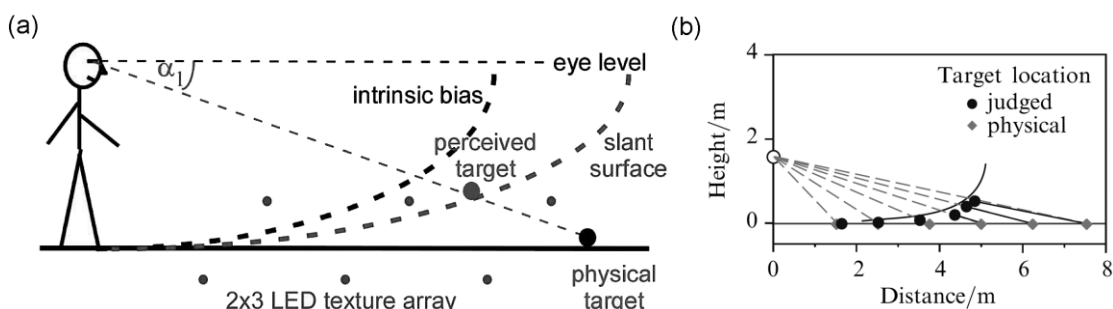 (a)
α1
eye level
intrinsic bias
perceived
target
slant
surface
physical
target
2x3 LED texture array
(b)
4
2
0
Height/m
Target location
judged
physical
0
2
4
6
8
Distance/m